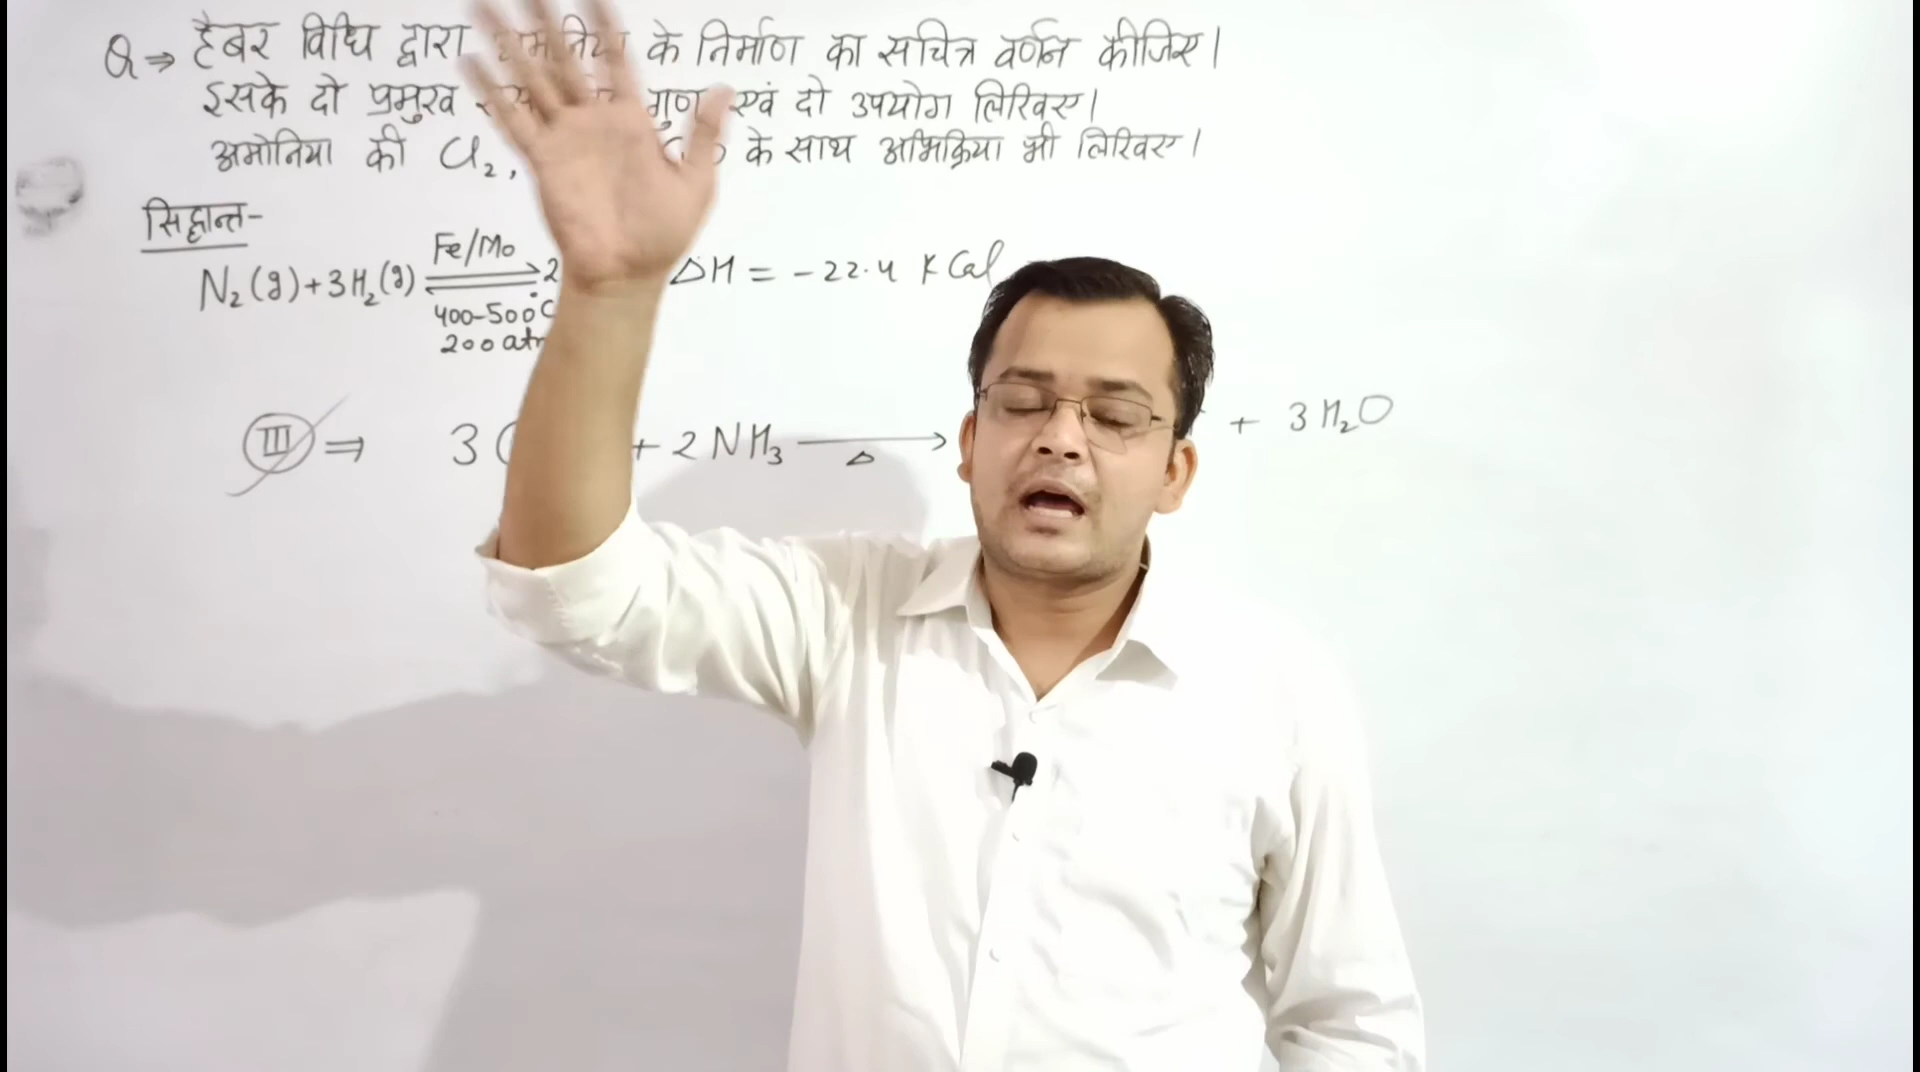 Q ⇒ हैबर विधि द्वारा के निर्माण का सचित्र वर्णन कीजिए।
इसके दो प्रमुख गुण एवं दो उपयोग लिखिए।
अमोनिया की Cl₂, के साथ अभिक्रिया भी लिखिए।
सिद्धान्त-
Fe/Mo
N₂(g)+3H₂(g) ⇌ 2 ΔH = -22.4 KCal
400-500°C
200 atm
III ⇒ 3 + 2NH₃ ⟶ + 3H₂O
Δ